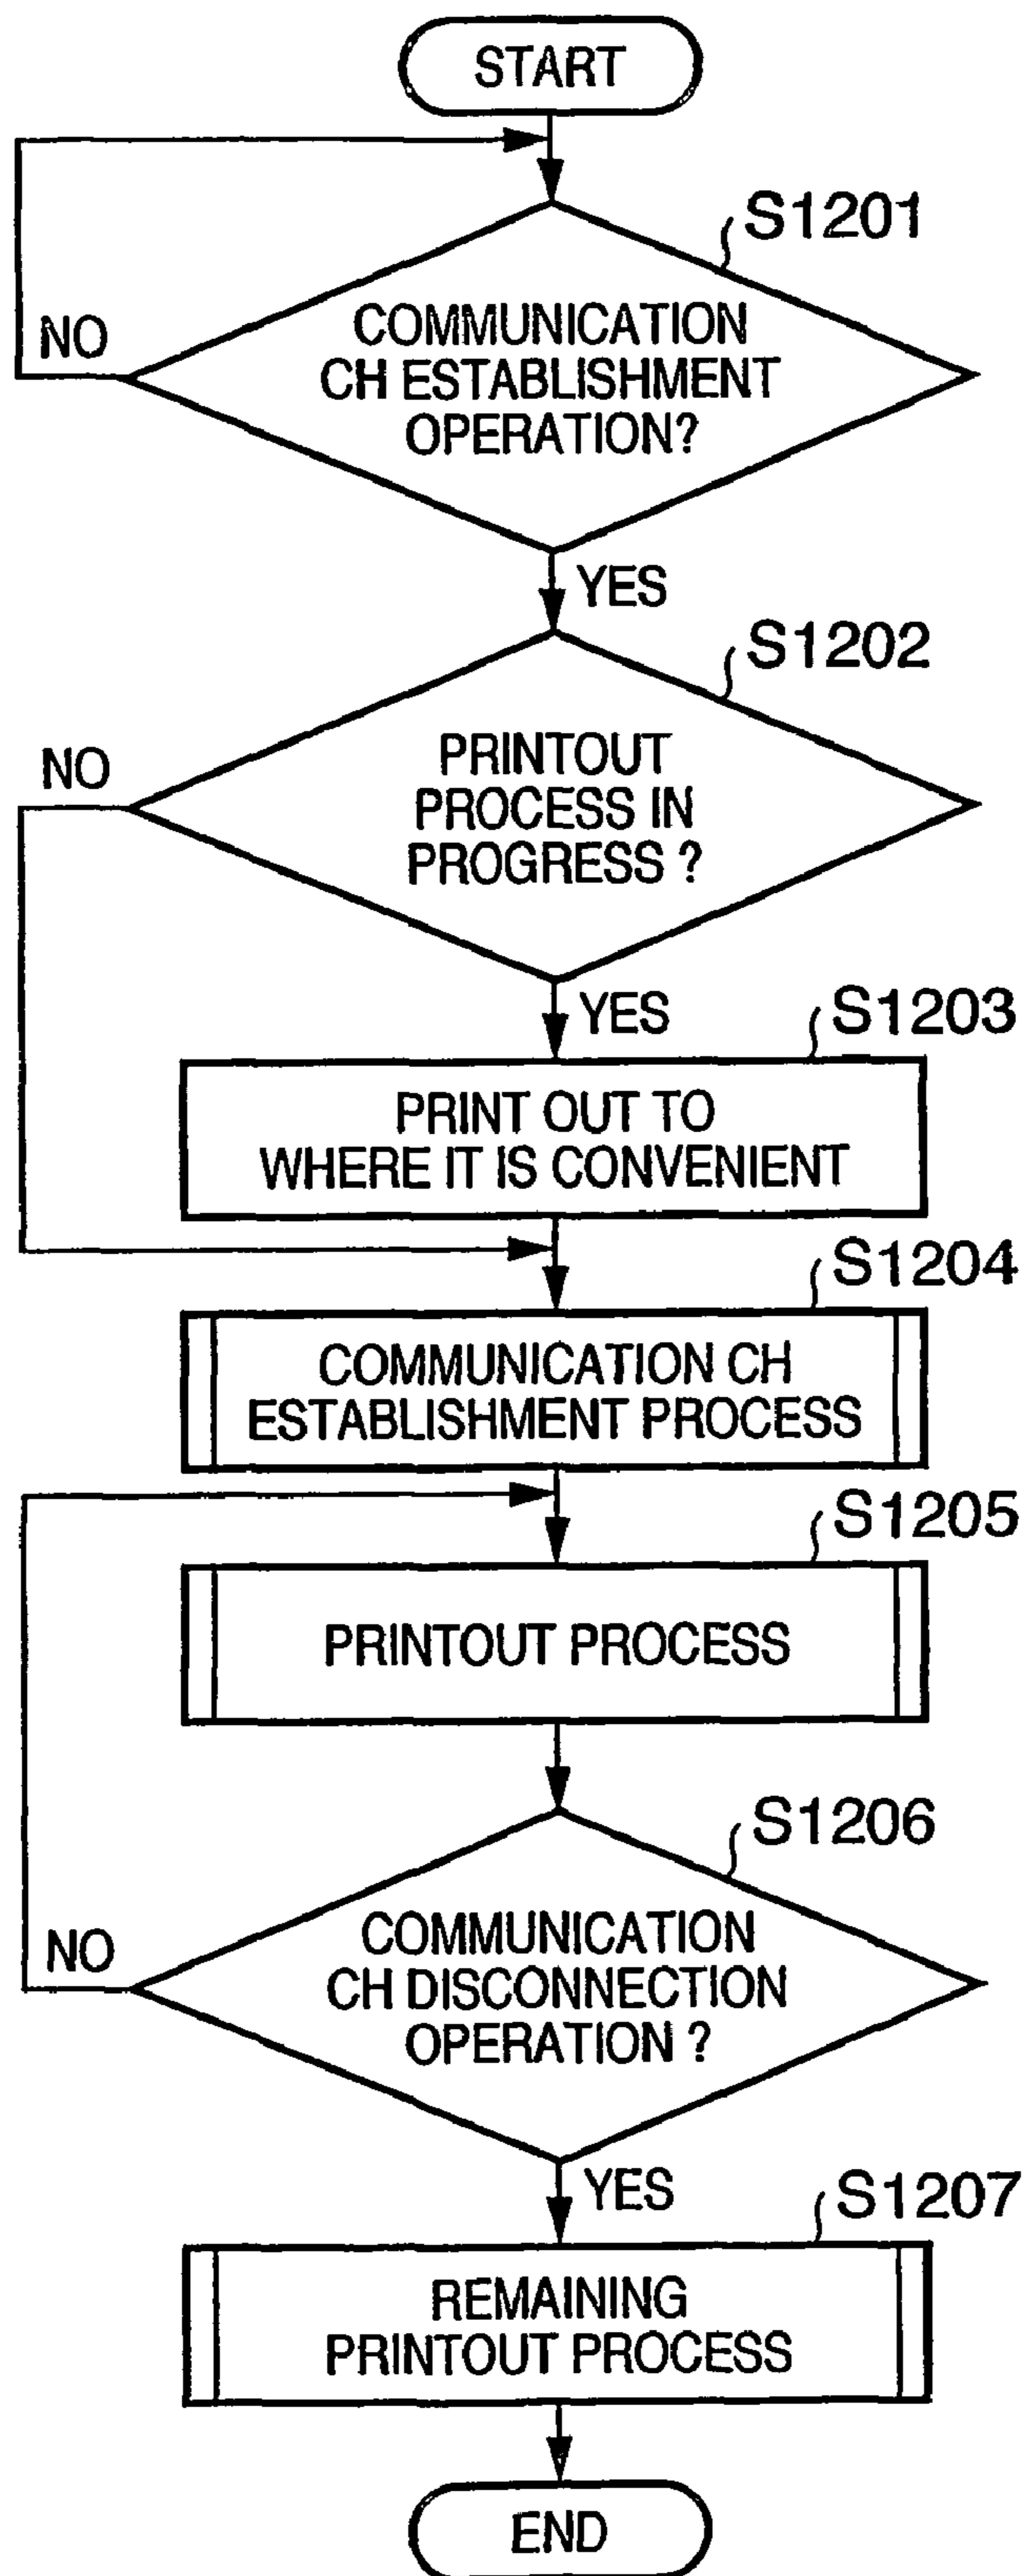 START
S1201
NO
COMMUNICATION
CH ESTABLISHMENT
OPERATION?
YES
S1202
NO
PRINTOUT
PROCESS IN
PROGRESS ?
YES
S1203
PRINT OUT TO
WHERE IT IS CONVENIENT
S1204
COMMUNICATION CH
ESTABLISHMENT PROCESS
S1205
PRINTOUT PROCESS
S1206
NO
COMMUNICATION
CH DISCONNECTION
OPERATION ?
YES
S1207
REMAINING
PRINTOUT PROCESS
END